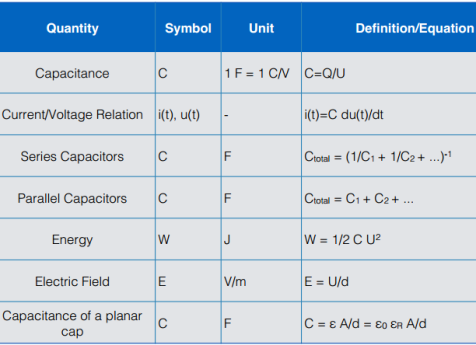 Quantity Symbol Unit Definition/Equation
Capacitance C 1 F = 1 C/V C=Q/U
Current/Voltage Relation i(t), u(t) - i(t)=C du(t)/dt
Series Capacitors C F Ctotal = (1/C1 + 1/C2 + ...)-1
Parallel Capacitors C F Ctotal = C1 + C2 + ...
Energy W J W = 1/2 C U²
Electric Field E V/m E = U/d
Capacitance of a planar
cap C F C = ε A/d = ε0 εR A/d